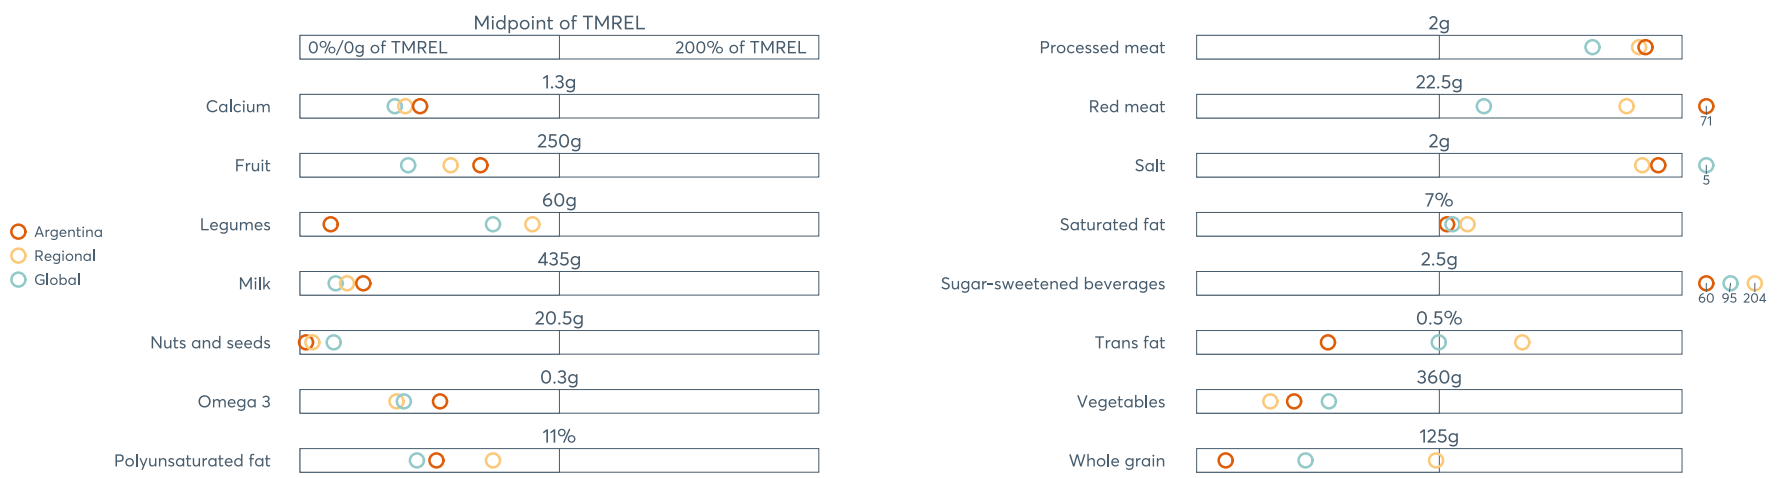 Midpoint of TMREL
0%/0g of TMREL
200% of TMREL
1.3g
Calcium
250g
Fruit
60g
Legumes
435g
Milk
20.5g
Nuts and seeds
0.3g
Omega 3
11%
Polyunsaturated fat
Argentina
Regional
Global
2g
Processed meat
22.5g
Red meat
71
2g
Salt
5
7%
Saturated fat
2.5g
Sugar-sweetened beverages
60 95 204
0.5%
Trans fat
360g
Vegetables
125g
Whole grain